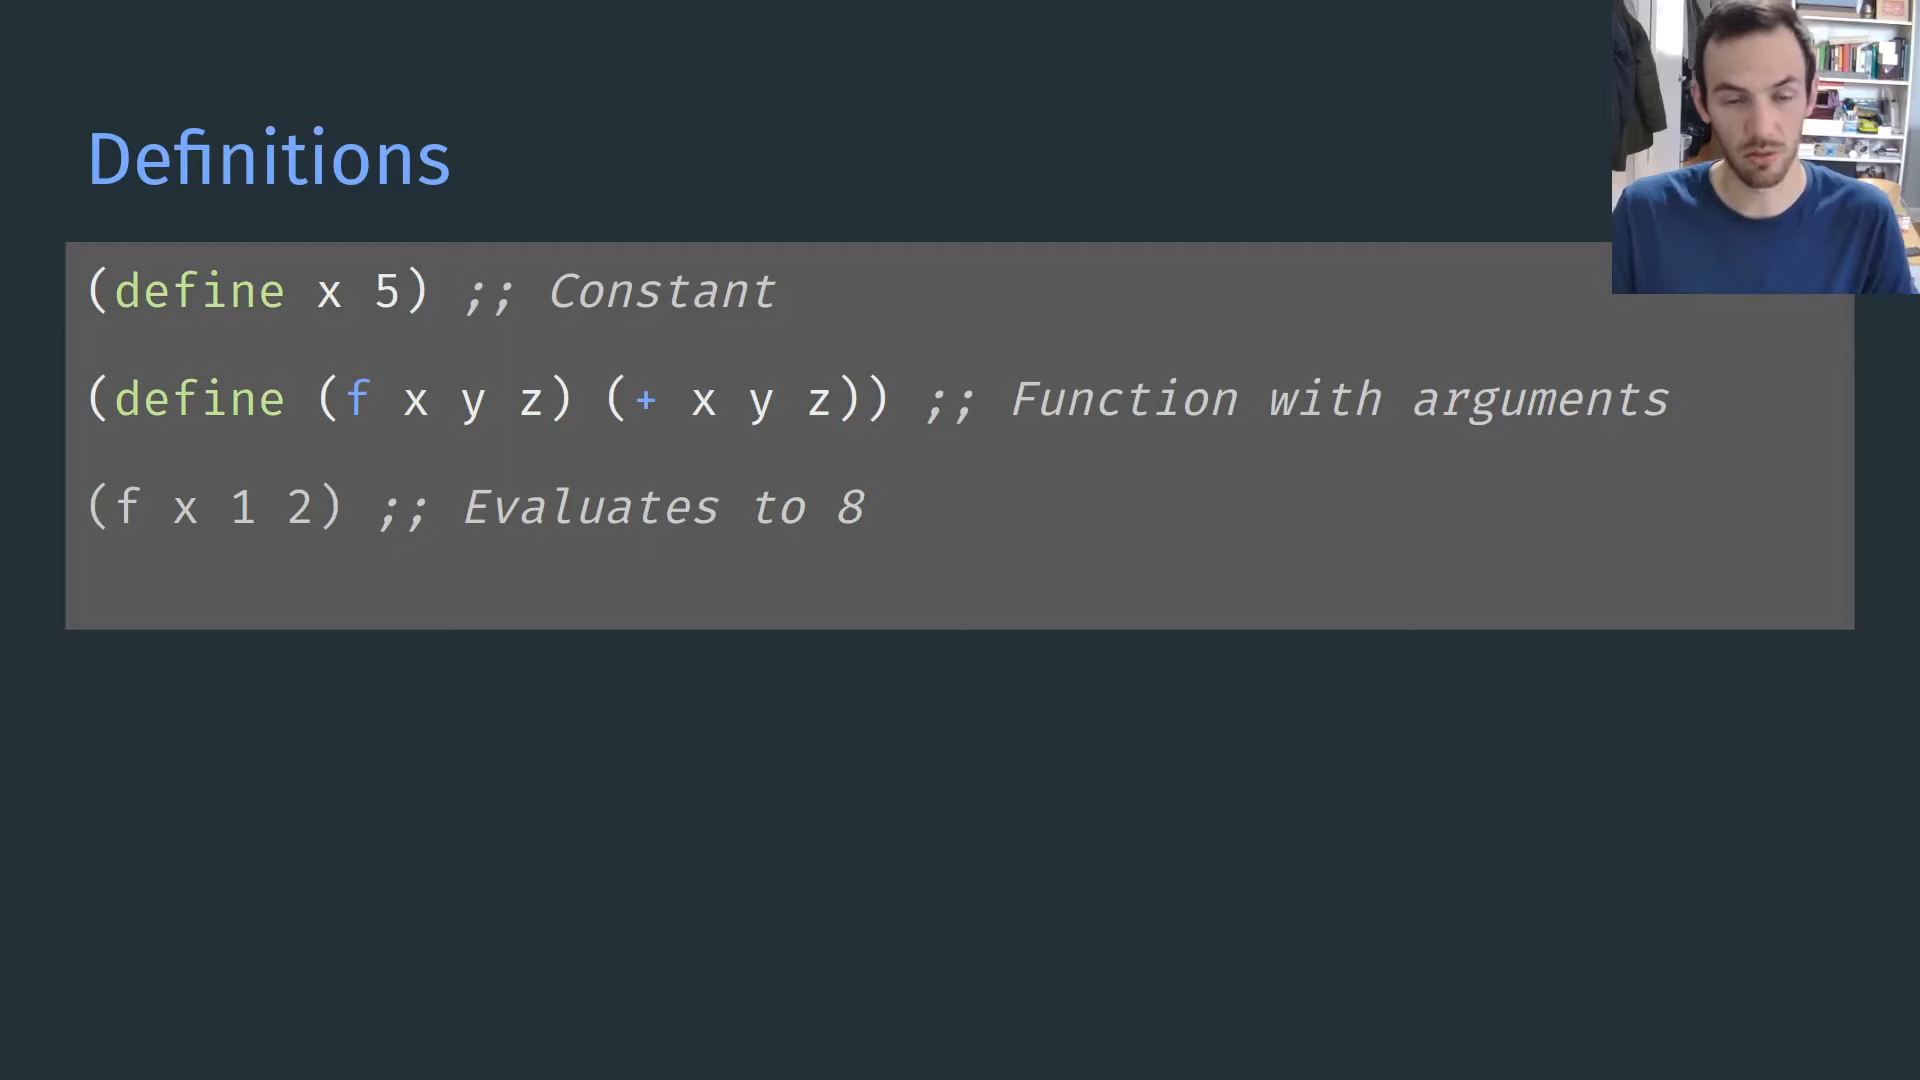 Definitions
(define x 5) ;; Constant
(define (f x y z) (+ x y z)) ;; Function with arguments
(f x 1 2) ;; Evaluates to 8